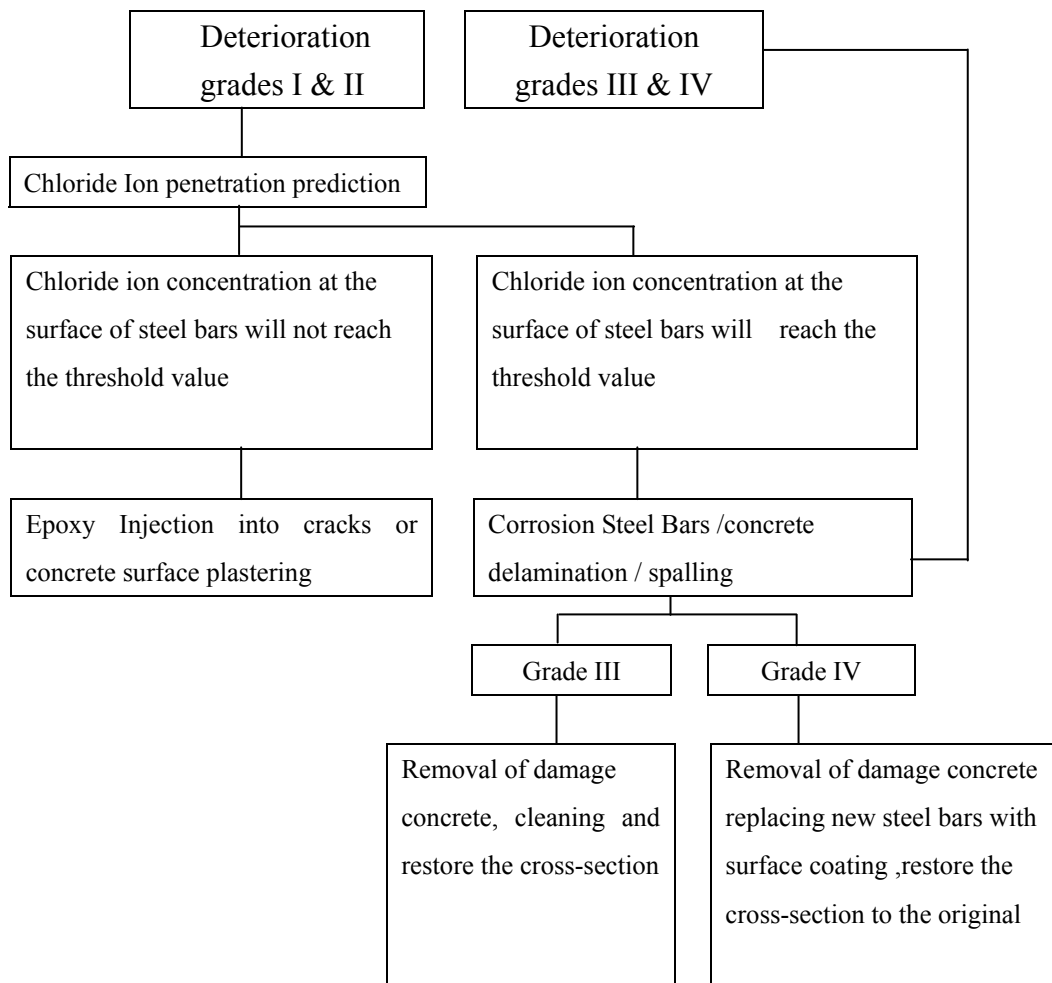 Deterioration
grades I & II
Deterioration
grades III & IV
Chloride Ion penetration prediction
Chloride ion concentration at the
surface of steel bars will not reach
the threshold value
Chloride ion concentration at the
surface of steel bars will reach the
threshold value
Epoxy Injection into cracks or
concrete surface plastering
Corrosion Steel Bars /concrete
delamination / spalling
Grade III
Grade IV
Removal of damage
concrete, cleaning and
restore the cross-section
Removal of damage concrete
replacing new steel bars with
surface coating ,restore the
cross-section to the original